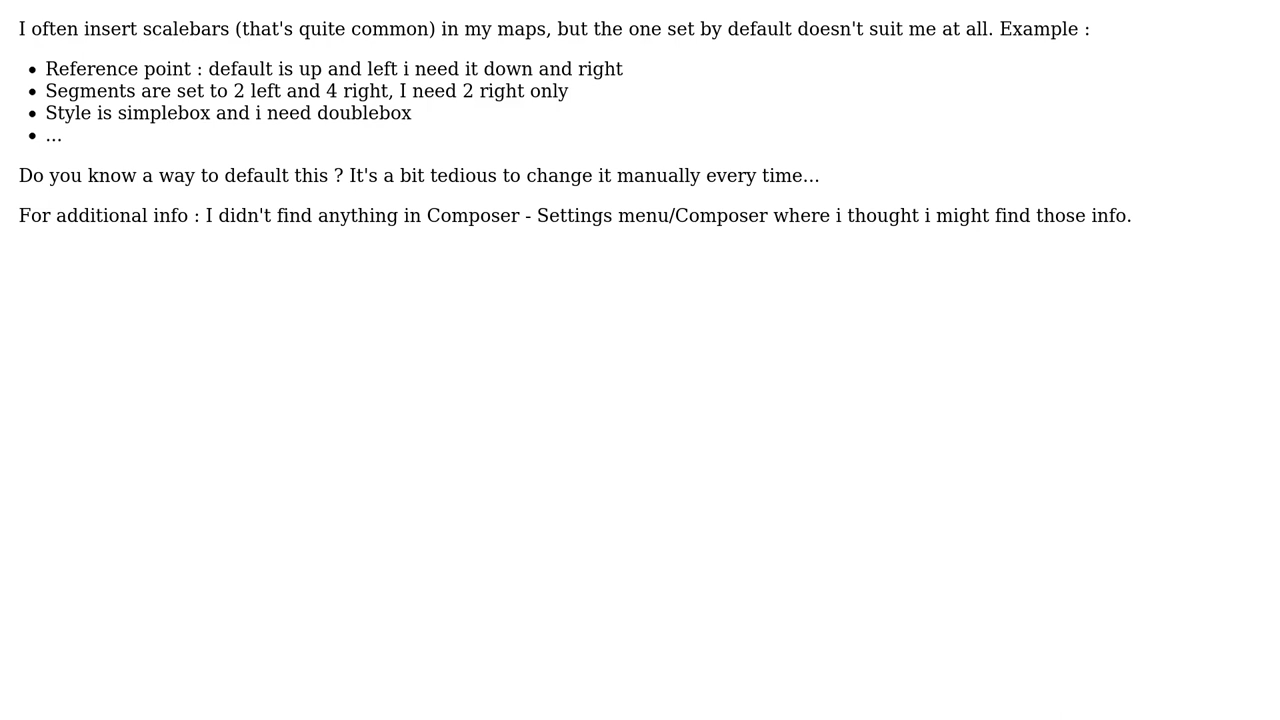 I often insert scalebars (that's quite common) in my maps, but the one set by default doesn't suit me at all. Example :
• Reference point : default is up and left i need it down and right
• Segments are set to 2 left and 4 right, I need 2 right only
• Style is simplebox and i need doublebox
• ...
Do you know a way to default this ? It's a bit tedious to change it manually every time...
For additional info : I didn't find anything in Composer - Settings menu/Composer where i thought i might find those info.